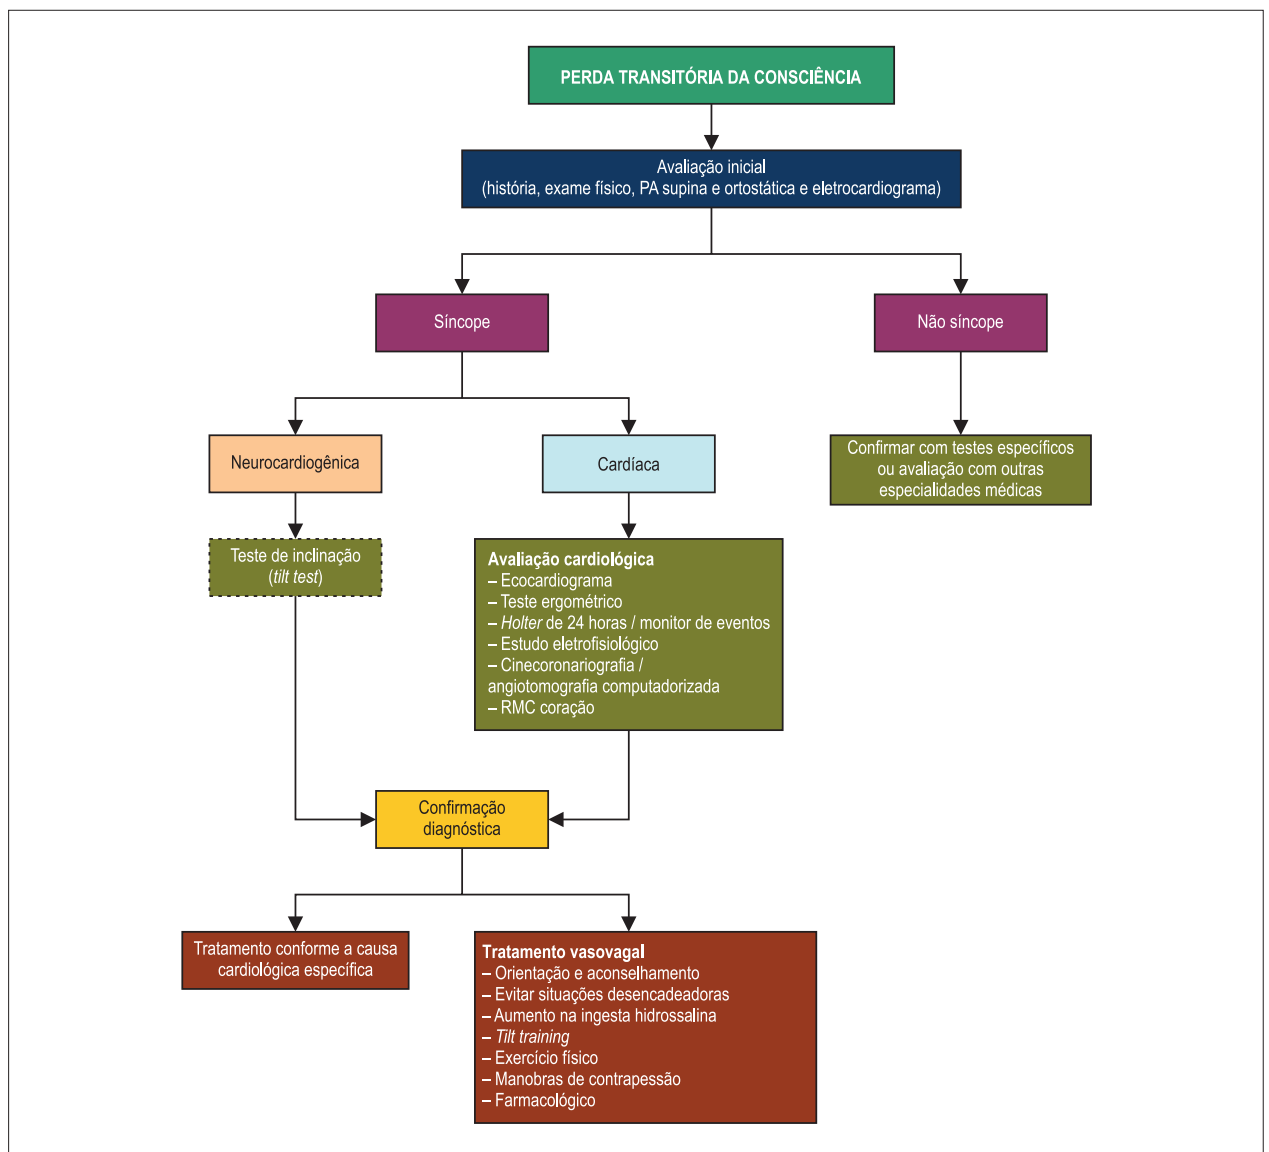 PERDA TRANSITÓRIA DA CONSCIÊNCIA
Avaliação inicial
(história, exame físico, PA supina e ortostática e eletrocardiograma)
Síncope
Não síncope
Neurocardiogênica
Cardíaca
Confirmar com testes específicos
ou avaliação com outras
especialidades médicas
Teste de inclinação
(tilt test)
Avaliação cardiológica
– Ecocardiograma
– Teste ergométrico
– Holter de 24 horas / monitor de eventos
– Estudo eletrofisiológico
– Cinecoronariografia /
angiotomografia computadorizada
– RMC coração
Confirmação
diagnóstica
Tratamento conforme a causa
cardiológica específica
Tratamento vasovagal
– Orientação e aconselhamento
– Evitar situações desencadeadoras
– Aumento na ingesta hidrossalina
– Tilt training
– Exercício físico
– Manobras de contrapessão
– Farmacológico